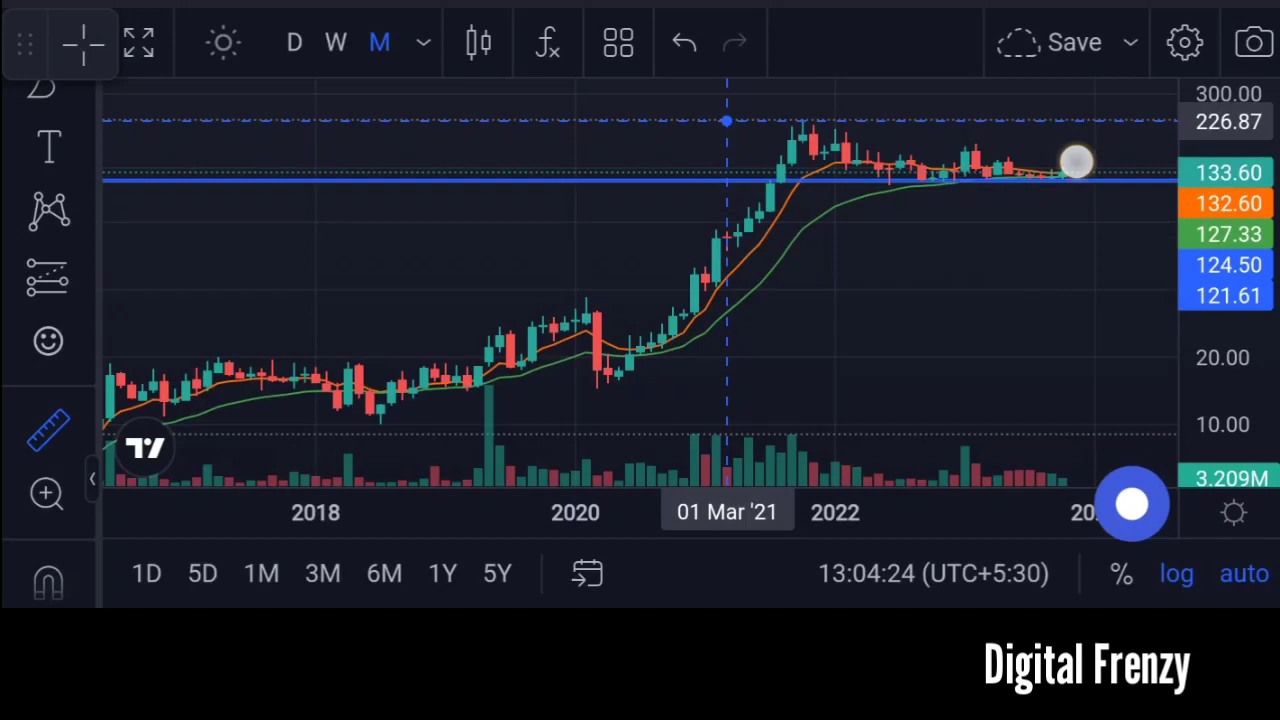 D W M Save
300.00
226.87
133.60
132.60
127.33
124.50
121.61
20.00
10.00
3.209M
2018 2020 01 Mar '21 2022 20
1D 5D 1M 3M 6M 1Y 5Y 13:04:24 (UTC+5:30) % log auto
Digital Frenzy